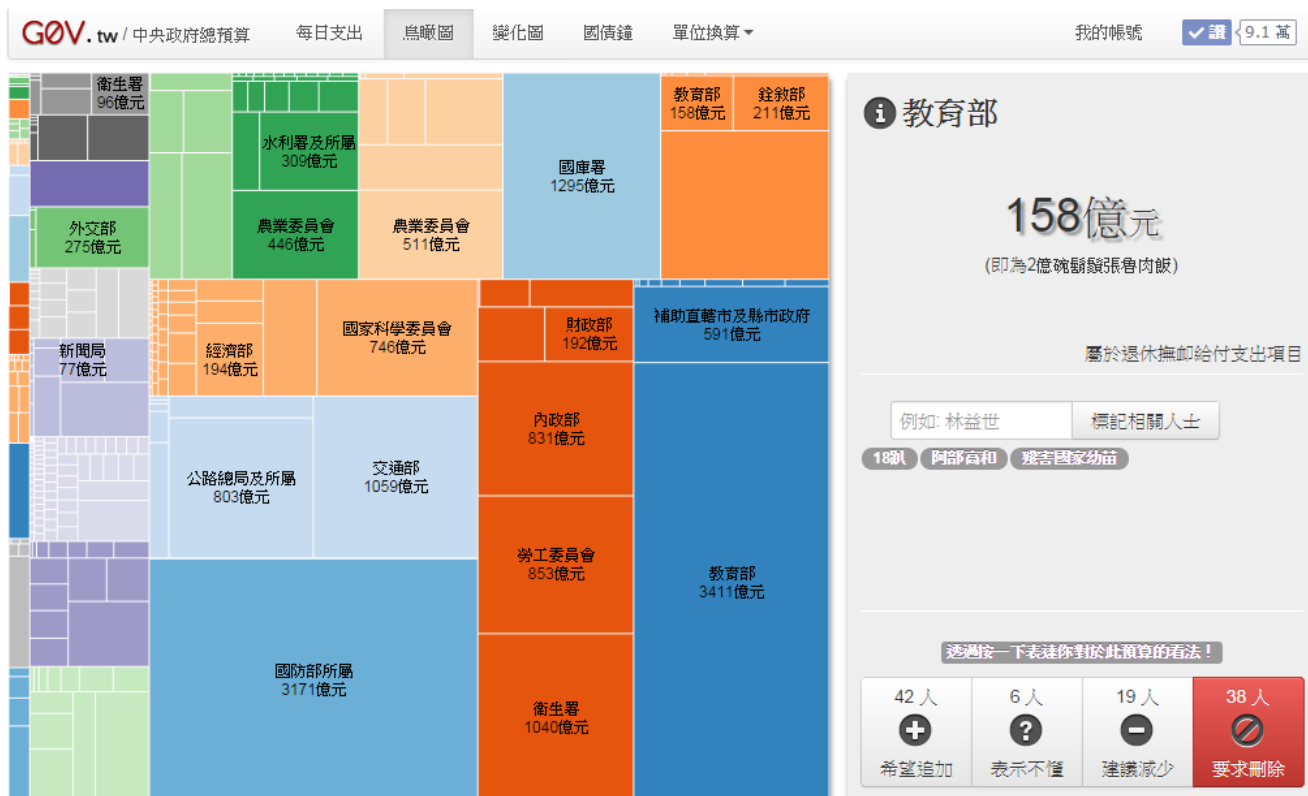 GØV.tw / 中央政府總預算 每日支出 鳥瞰圖 變化圖 國債鐘 單位換算 我的帳號 讚 9.1 萬
衛生署
96億元
外交部
275億元
新聞局
77億元
水利署及所屬
309億元
農業委員會
446億元
農業委員會
511億元
國庫署
1295億元
教育部
158億元
銓敘部
211億元
經濟部
194億元
國家科學委員會
746億元
財政部
192億元
補助直轄市及縣市政府
591億元
公路總局及所屬
803億元
交通部
1059億元
內政部
831億元
勞工委員會
853億元
教育部
3411億元
國防部所屬
3171億元
衛生署
1040億元
教育部
158億元
(即為2億碗鬍鬚張魯肉飯)
屬於退休撫卹給付支出項目
例如: 林益世 標記相關人士
18趴 阿部高和 殘害國家幼苗
透過按一下表達你對於此預算的看法！
42 人 6 人 19 人 38 人
希望追加 表示不懂 建議減少 要求刪除